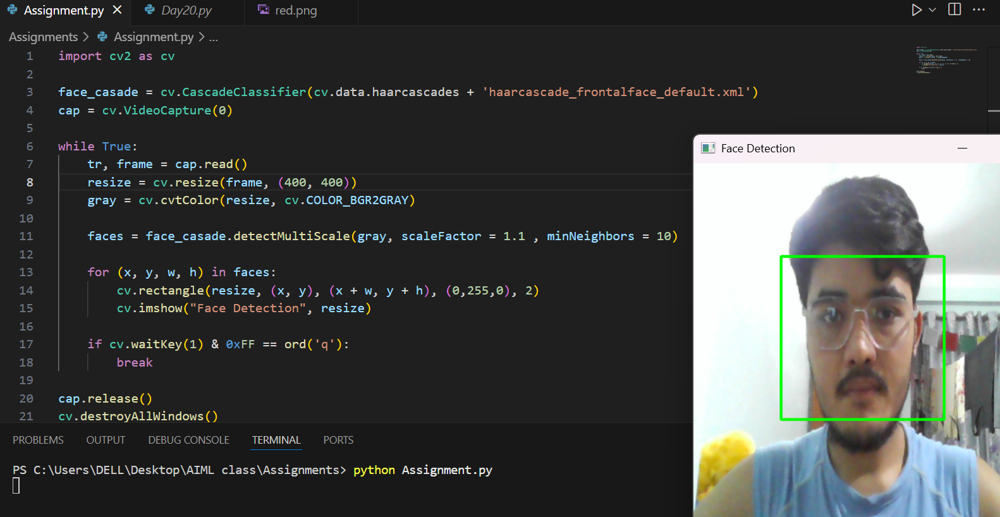 Assignment.py
Day20.py
red.png
Assignments > Assignment.py > ...
1 import cv2 as cv
2
3 face_casade = cv.CascadeClassifier(cv.data.haarcascades + 'haarcascade_frontalface_default.xml')
4 cap = cv.VideoCapture(0)
5
6 while True:
7     tr, frame = cap.read()
8     resize = cv.resize(frame, (400, 400))
9     gray = cv.cvtColor(resize, cv.COLOR_BGR2GRAY)
10
11     faces = face_casade.detectMultiScale(gray, scaleFactor = 1.1 , minNeighbors = 10)
12
13     for (x, y, w, h) in faces:
14         cv.rectangle(resize, (x, y), (x + w, y + h), (0,255,0), 2)
15         cv.imshow("Face Detection", resize)
16
17     if cv.waitKey(1) & 0xFF == ord('q'):
18         break
19
20 cap.release()
21 cv.destroyAllWindows()
Face Detection
PROBLEMS OUTPUT DEBUG CONSOLE TERMINAL PORTS
PS C:\Users\DELL\Desktop\AIML class\Assignments> python Assignment.py